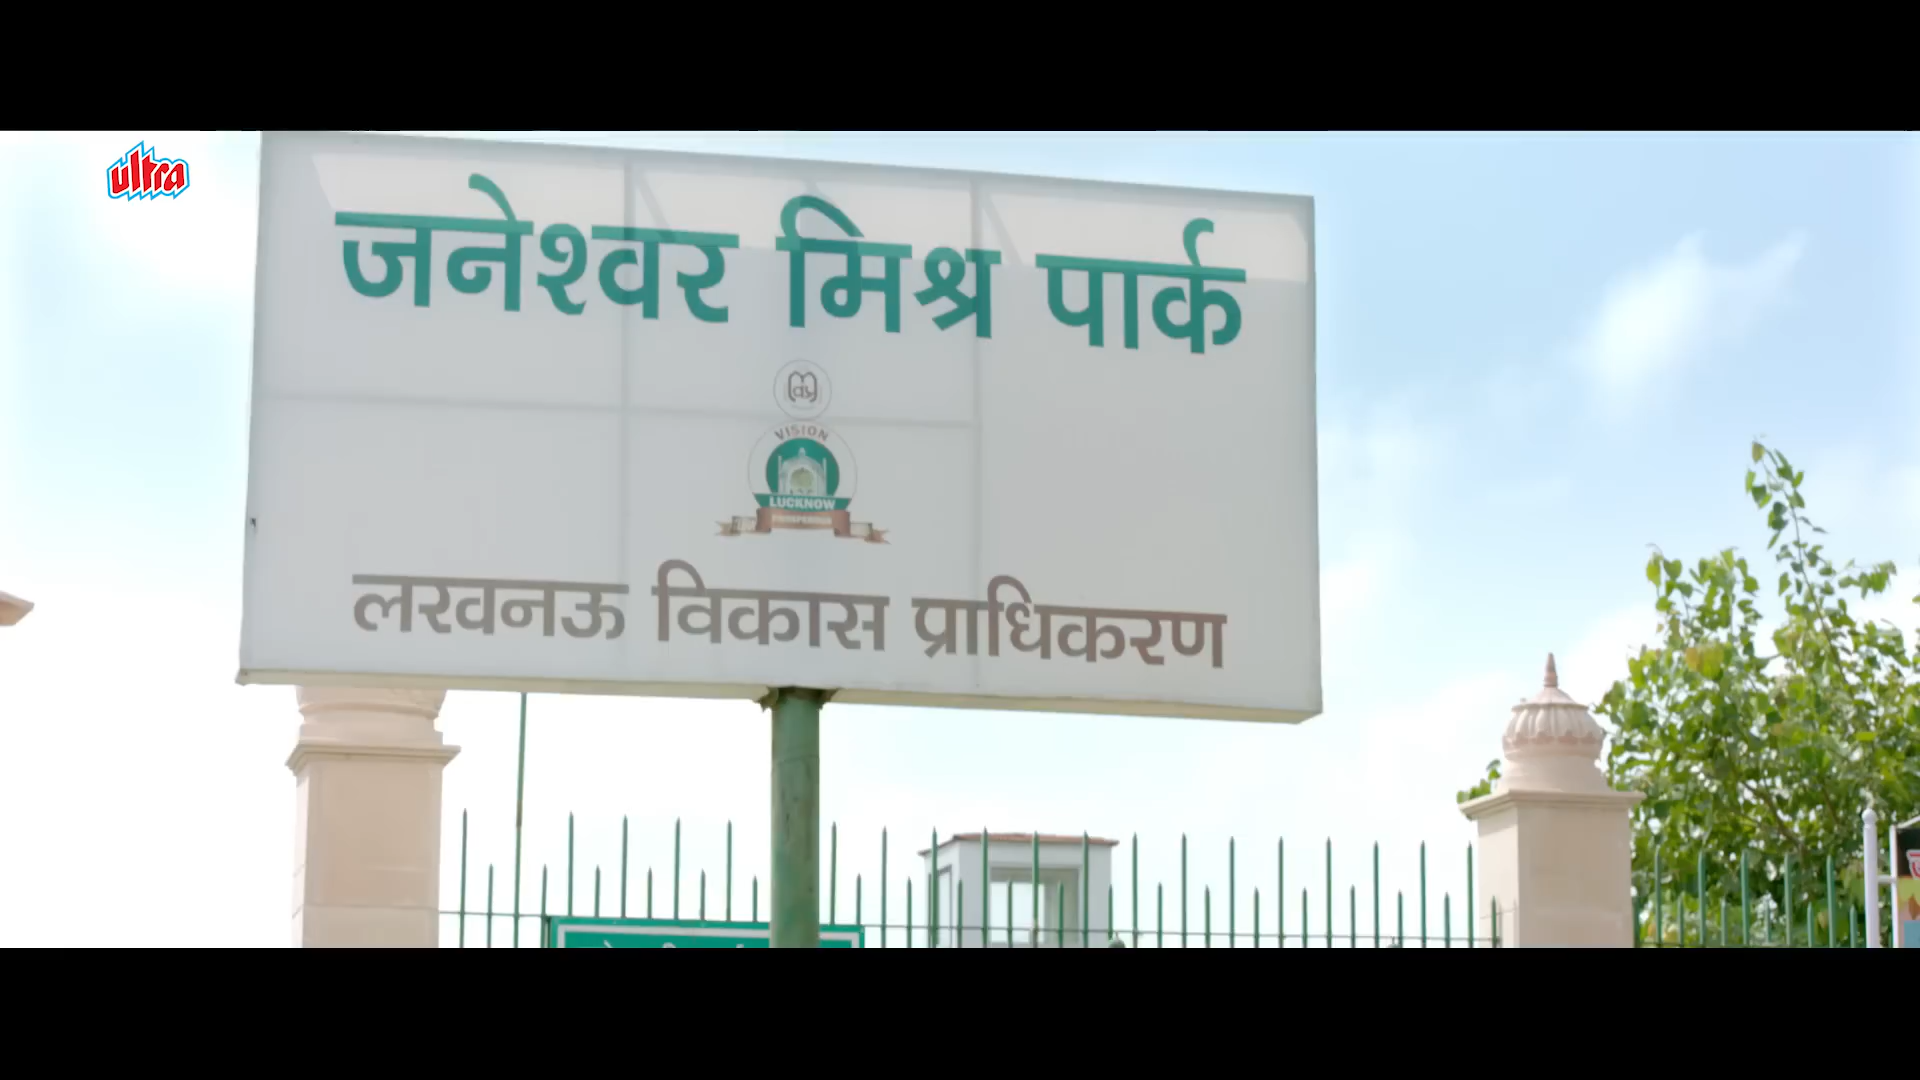 ultra
जनेश्वर मिश्र पार्क
VISION
LUCKNOW
लखनऊ विकास प्राधिकरण